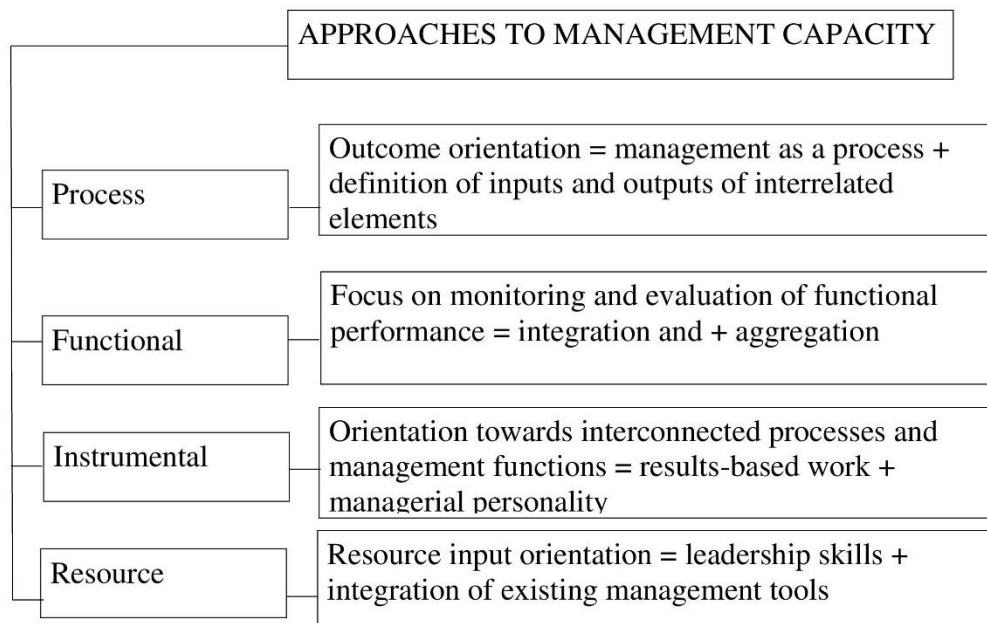 APPROACHES TO MANAGEMENT CAPACITY
Process
Outcome orientation = management as a process +
definition of inputs and outputs of interrelated
elements
Functional
Focus on monitoring and evaluation of functional
performance = integration and + aggregation
Instrumental
Orientation towards interconnected processes and
management functions = results-based work +
managerial personality
Resource
Resource input orientation = leadership skills +
integration of existing management tools